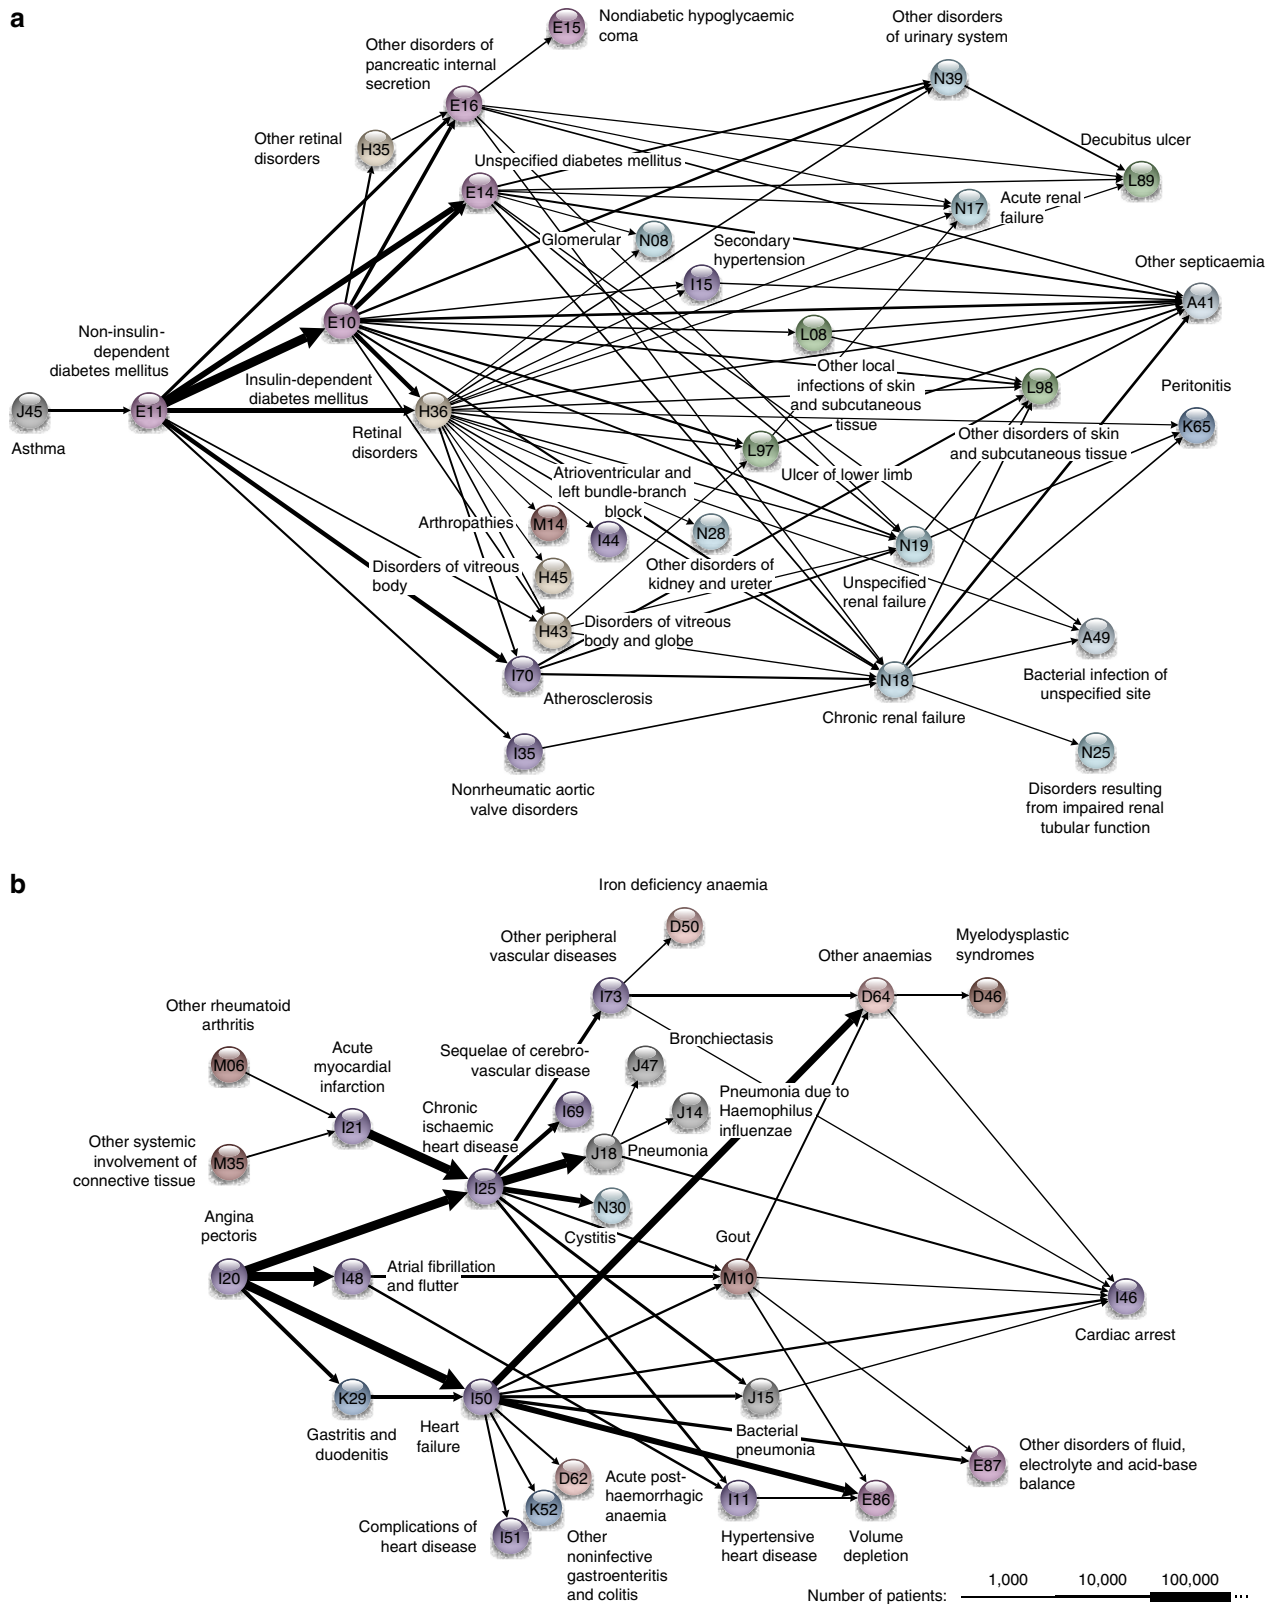 a
E15
Nondiabetic hypoglycaemic
coma
Other disorders
of urinary system
Other disorders of
pancreatic internal
secretion
N39
E16
Other retinal
disorders
H35
Decubitus ulcer
Unspecified diabetes mellitus
L89
E14
N17
Acute renal
failure
Glomerular
N08
Secondary
hypertension
Other septicaemia
I15
A41
Non-insulin-
dependent
diabetes mellitus
E10
L08
Insulin-dependent
diabetes mellitus
Other local
infections of skin
and subcutaneous
tissue
L98
Peritonitis
J45
E11
H36
K65
Asthma
Retinal
disorders
L97
Other disorders of skin
and subcutaneous tissue
Atrioventricular and
left bundle-branch
block
Ulcer of lower limb
Arthropathies
M14
I44
N28
N19
Disorders of vitreous
body
H45
Other disorders of
kidney and ureter
Unspecified
renal failure
H43
Disorders of vitreous
body and globe
A49
I70
N18
Bacterial infection of
unspecified site
Atherosclerosis
Chronic renal failure
I35
N25
Nonrheumatic aortic
valve disorders
Disorders resulting
from impaired renal
tubular function
b
Iron deficiency anaemia
D50
Other peripheral
vascular diseases
Other anaemias
Myelodysplastic
syndromes
I73
D64
D46
Other rheumatoid
arthritis
Acute
myocardial
infarction
Sequelae of cerebro-
vascular disease
Bronchiectasis
M06
J47
Pneumonia due to
Haemophilus
influenzae
Chronic
ischaemic
heart disease
I69
J14
I21
Other systemic
involvement of
connective tissue
M35
J18
Pneumonia
I25
N30
Angina
pectoris
Cystitis
Gout
I20
I48
Atrial fibrillation
and flutter
M10
I46
Cardiac arrest
K29
I50
J15
Gastritis and
duodenitis
Heart
failure
Bacterial
pneumonia
E87
Other disorders of fluid,
electrolyte and acid-base
balance
D62
Acute post-
haemorrhagic
anaemia
K52
I11
E86
Complications of
heart disease
I51
Other
noninfective
gastroenteritis
and colitis
Hypertensive
heart disease
Volume
depletion
Number of patients:
1,000
10,000
100,000